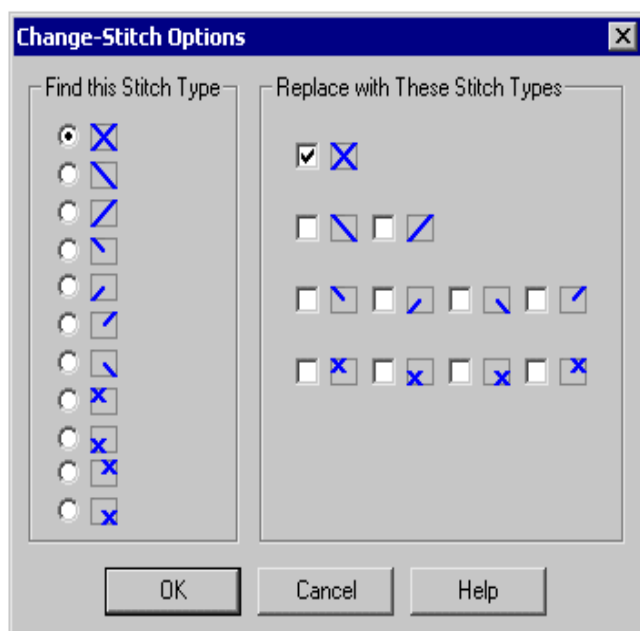 Change-Stitch Options
Find this Stitch Type
Replace with These Stitch Types
OK
Cancel
Help